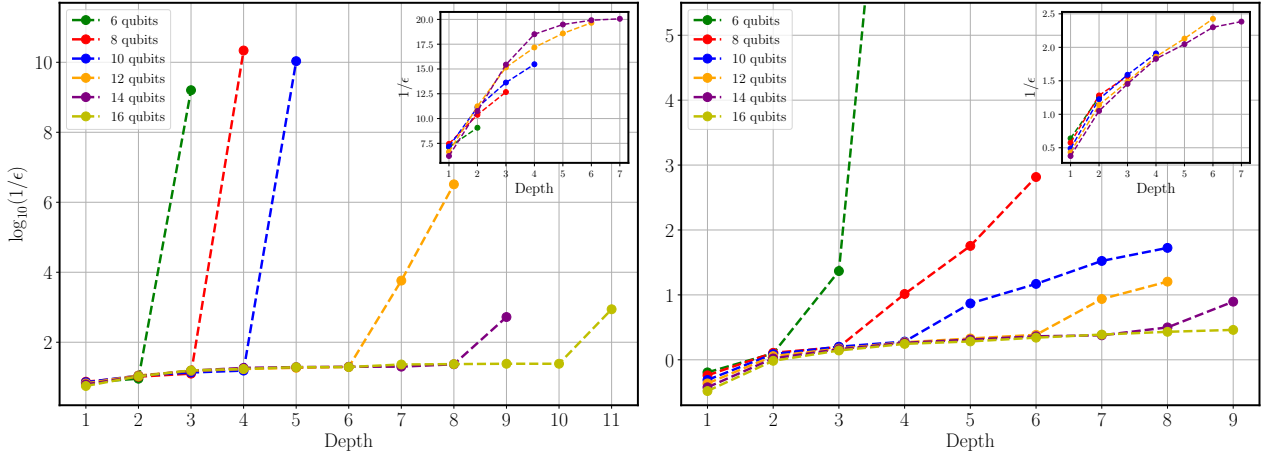 6 qubits
8 qubits
10 qubits
12 qubits
14 qubits
16 qubits
log₁₀(1/ϵ)
10
8
6
4
2
1 2 3 4 5 6 7 8 9 10 11
Depth
20.0
17.5
15.0
12.5
10.0
7.5
1/ϵ
1 2 3 4 5 6 7
Depth
6 qubits
8 qubits
10 qubits
12 qubits
14 qubits
16 qubits
5
4
3
2
1
0
1 2 3 4 5 6 7 8 9
Depth
2.5
2.0
1.5
1.0
0.5
1/ϵ
1 2 3 4 5 6 7
Depth